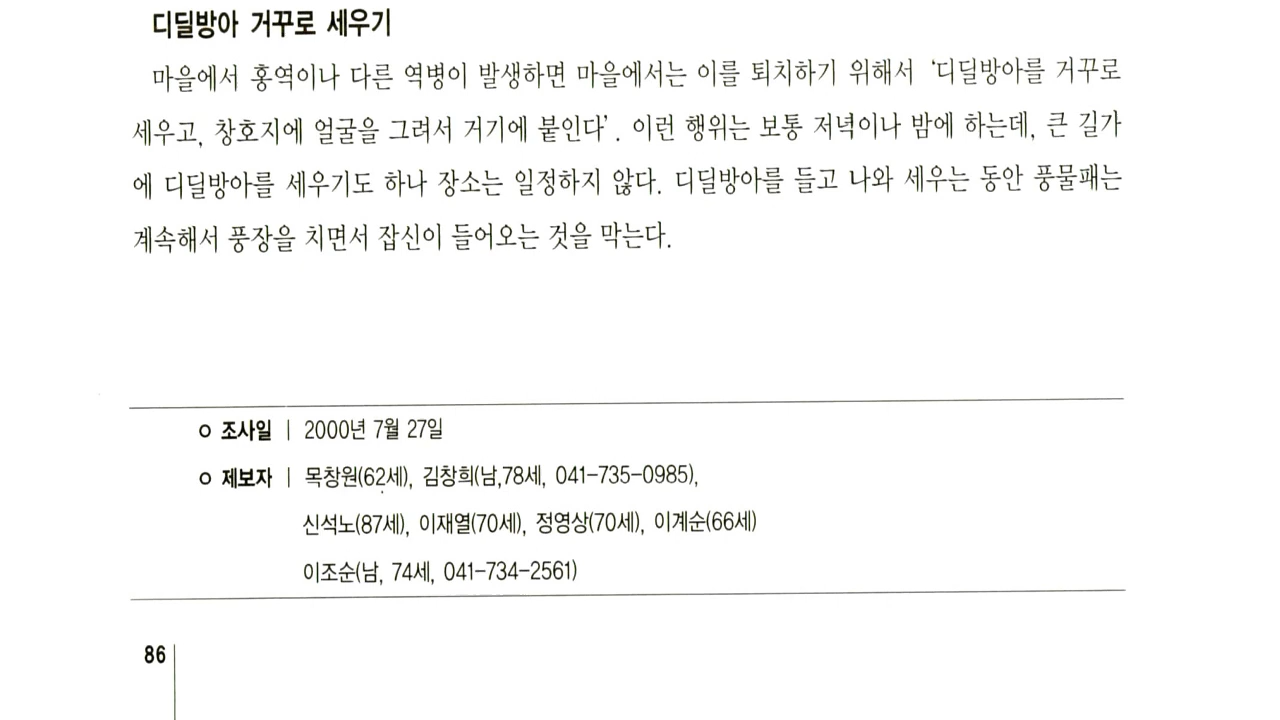 디딜방아 거꾸로 세우기
마을에서 홍역이나 다른 역병이 발생하면 마을에서는 이를 퇴치하기 위해서 ‘디딜방아를 거꾸로
세우고, 창호지에 얼굴을 그려서 거기에 붙인다’. 이런 행위는 보통 저녁이나 밤에 하는데, 큰 길가
에 디딜방아를 세우기도 하나 장소는 일정하지 않다. 디딜방아를 들고 나와 세우는 동안 풍물패는
계속해서 풍장을 치면서 잡신이 들어오는 것을 막는다.
ㅇ 조사일 | 2000년 7월 27일
ㅇ 제보자 | 목창원(62세), 김창희(남,78세, 041-735-0985),
신석노(87세), 이재열(70세), 정영상(70세), 이계순(66세)
이조순(남, 74세, 041-734-2561)
86